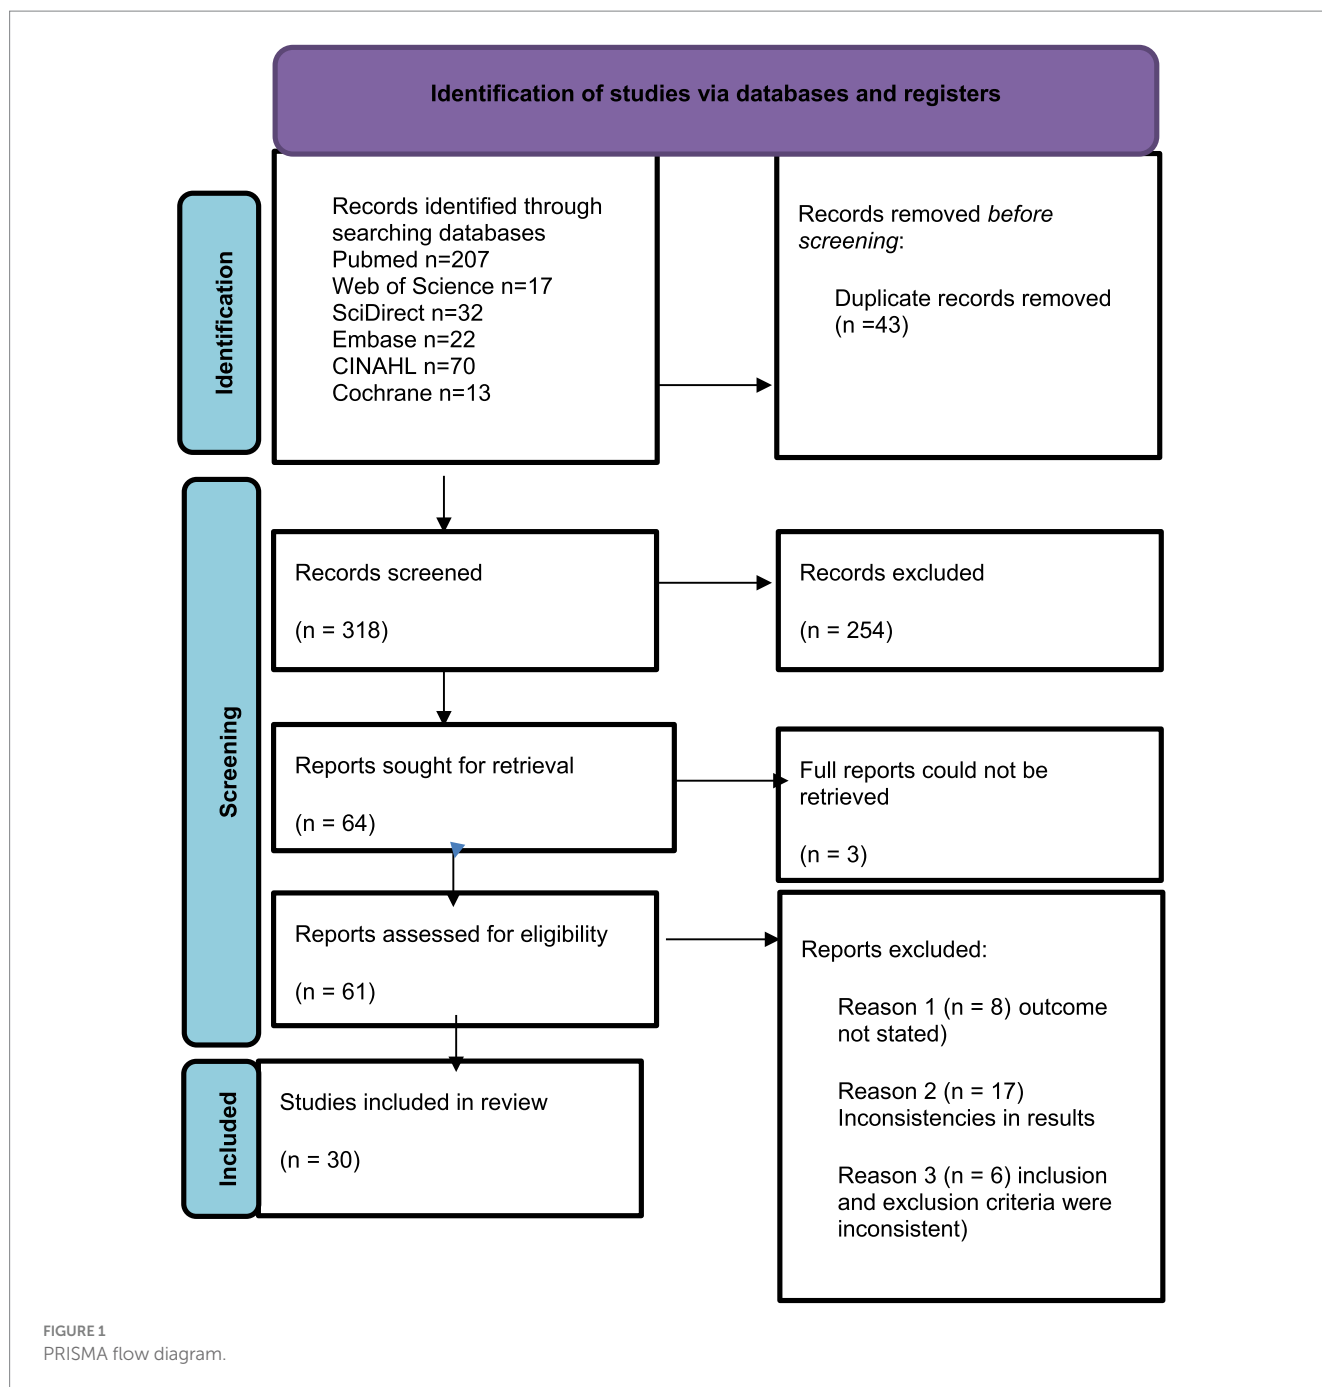 Identification of studies via databases and registers
Identification
Records identified through
searching databases
Pubmed n=207
Web of Science n=17
SciDirect n=32
Embase n=22
CINAHL n=70
Cochrane n=13
Records removed before
screening:
Duplicate records removed
(n =43)
Screening
Records screened
(n = 318)
Records excluded
(n = 254)
Reports sought for retrieval
(n = 64)
Full reports could not be
retrieved
(n = 3)
Reports assessed for eligibility
(n = 61)
Reports excluded:
Reason 1 (n = 8) outcome
not stated)
Reason 2 (n = 17)
Inconsistencies in results
Reason 3 (n = 6) inclusion
and exclusion criteria were
inconsistent)
Included
Studies included in review
(n = 30)
FIGURE 1
PRISMA flow diagram.